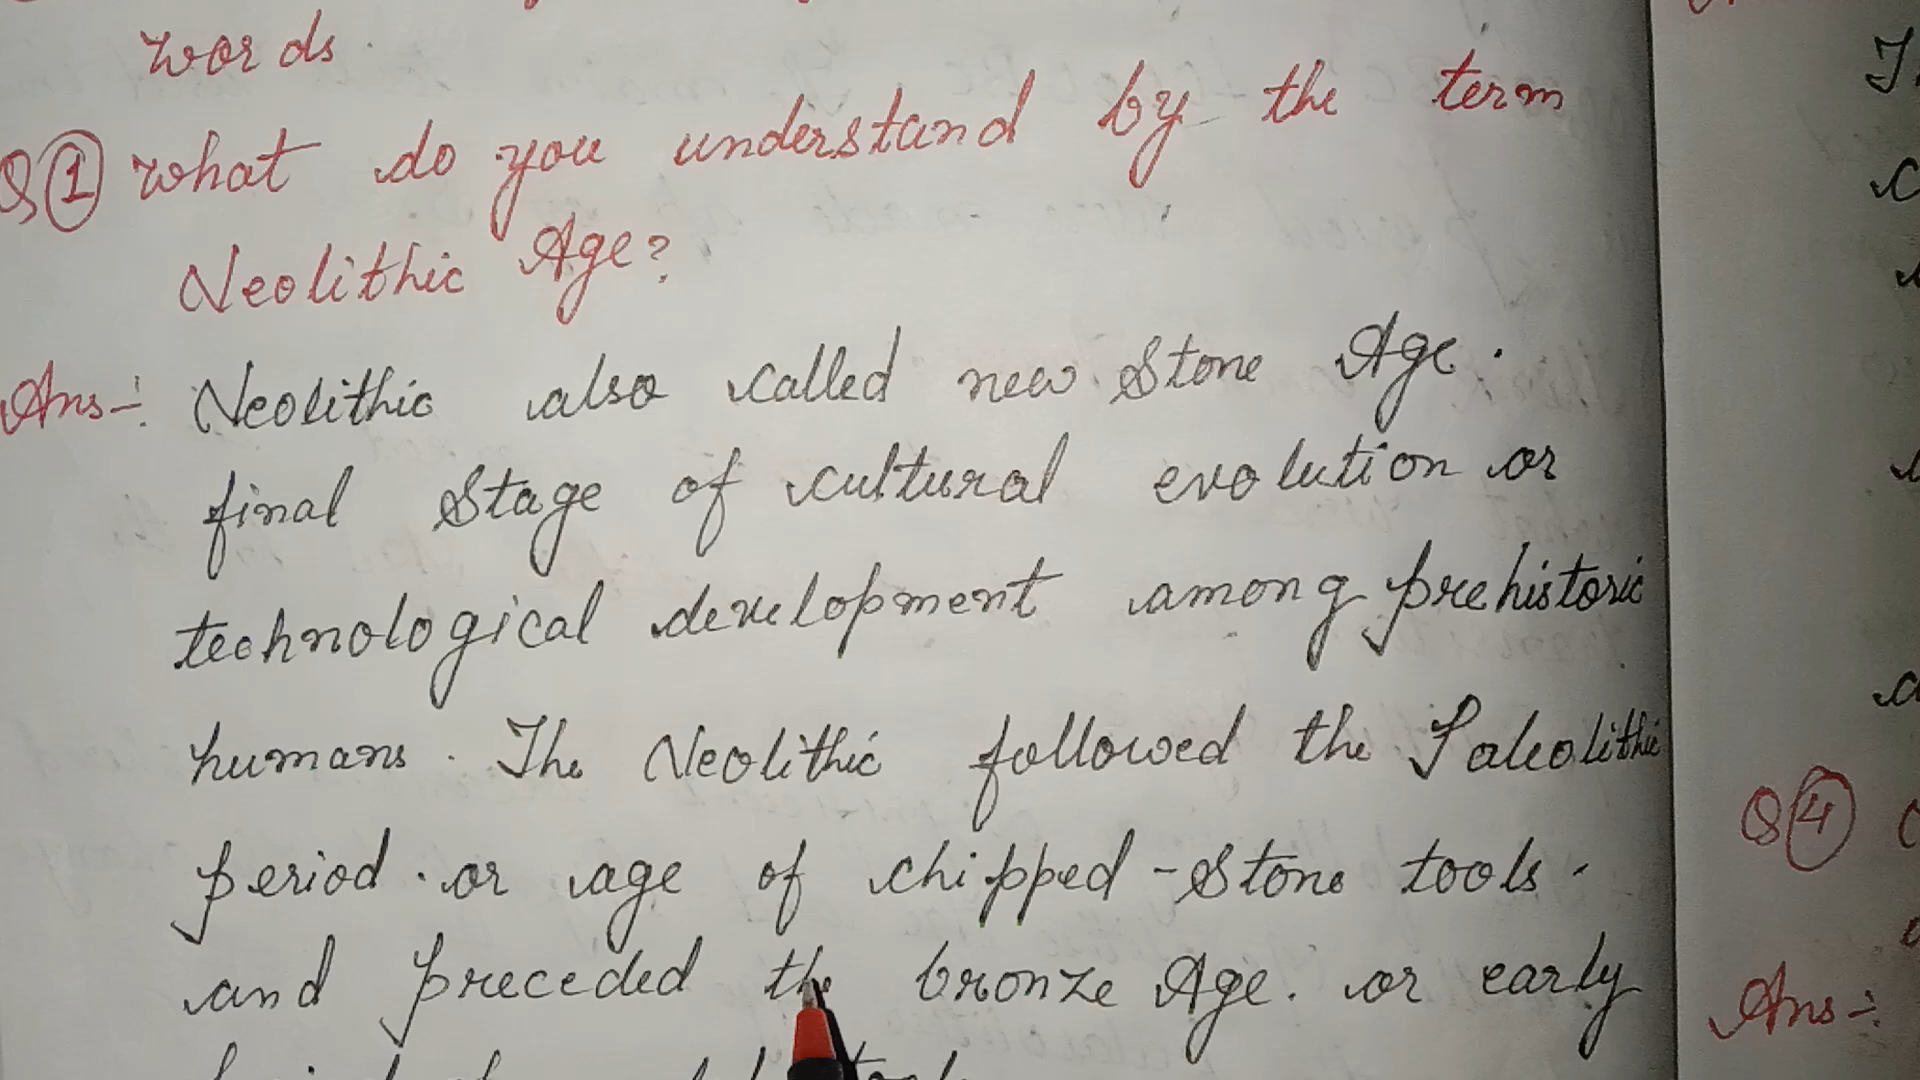 words.
Q1 What do you understand by the term
Neolithic Age?
Ans-: Neolithic also called new Stone Age.
final Stage of cultural evolution or
technological development among prehistoric
humans. The Neolithic followed the Paleolithic
period. or age of chipped-Stone tools.
and preceded the bronze Age. or early
Q4
Ans-: